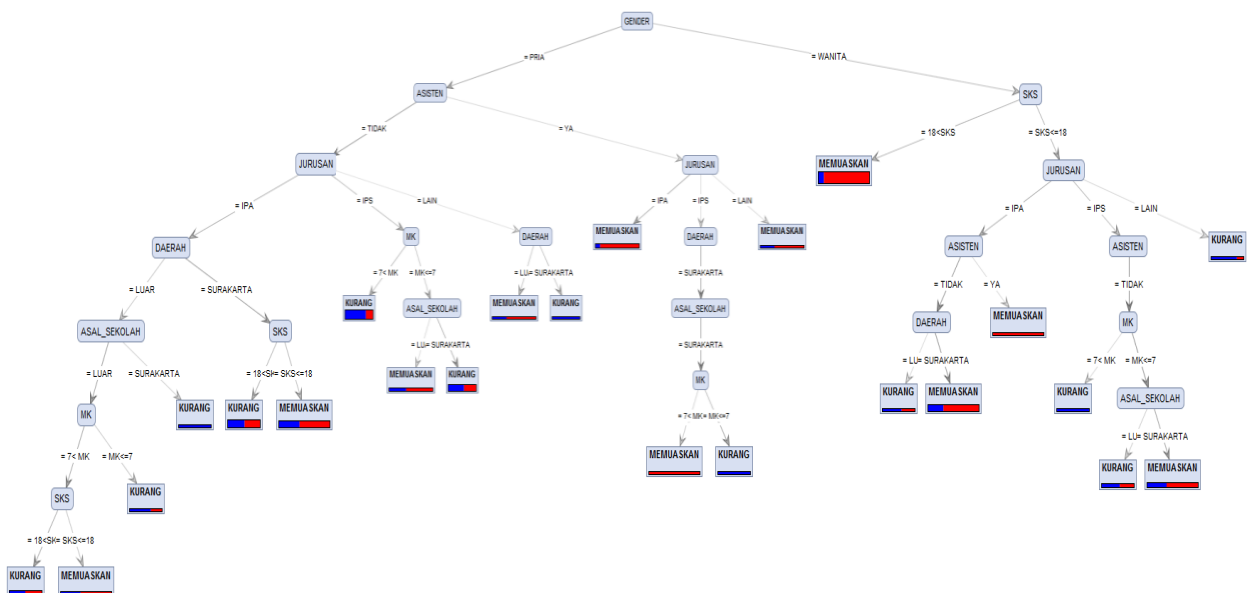 GENDER
= PRIA
= WANITA
ASISTEN
SKS
= TIDAK
= YA
= 18<SKS
= SKS<=18
JURUSAN
JURUSAN
MEMUASKAN
JURUSAN
= IPA
= IPS
= LAIN
= IPA
= IPS
= LAIN
= IPA
= IPS
= LAIN
DAERAH
MK
DAERAH
MEMUASKAN
DAERAH
MEMUASKAN
ASISTEN
ASISTEN
KURANG
= LUAR
= SURAKARTA
= 7< MK
= MK<=7
= LU= SURAKARTA
= SURAKARTA
= TIDAK
= YA
= TIDAK
ASAL_SEKOLAH
SKS
KURANG
ASAL_SEKOLAH
MEMUASKAN
KURANG
ASAL_SEKOLAH
DAERAH
MEMUASKAN
MK
= LUAR
= SURAKARTA
= 18<SK= SKS<=18
= LU= SURAKARTA
= SURAKARTA
= LU= SURAKARTA
= 7< MK
= MK<=7
MK
KURANG
KURANG
MEMUASKAN
MEMUASKAN
KURANG
MK
KURANG
MEMUASKAN
KURANG
ASAL_SEKOLAH
= 7< MK
= MK<=7
= 7< MK= MK<=7
= LU= SURAKARTA
SKS
KURANG
MEMUASKAN
KURANG
KURANG
MEMUASKAN
= 18<SK= SKS<=18
KURANG
MEMUASKAN